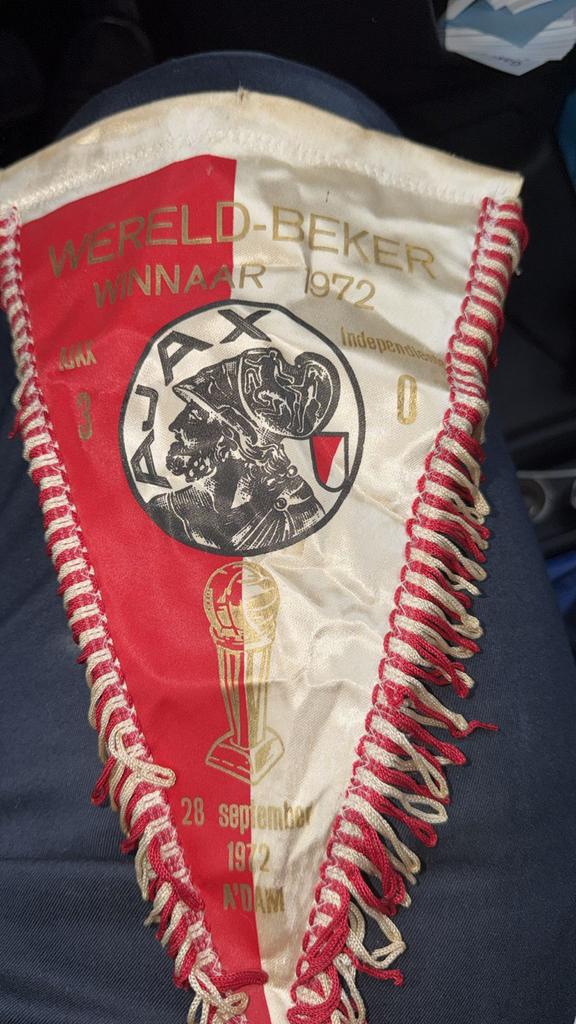 WERELD-BEKER
WINNAAR 1972
AJAX
Independiente
3
0
AJAX
28 september
1972
A'DAM